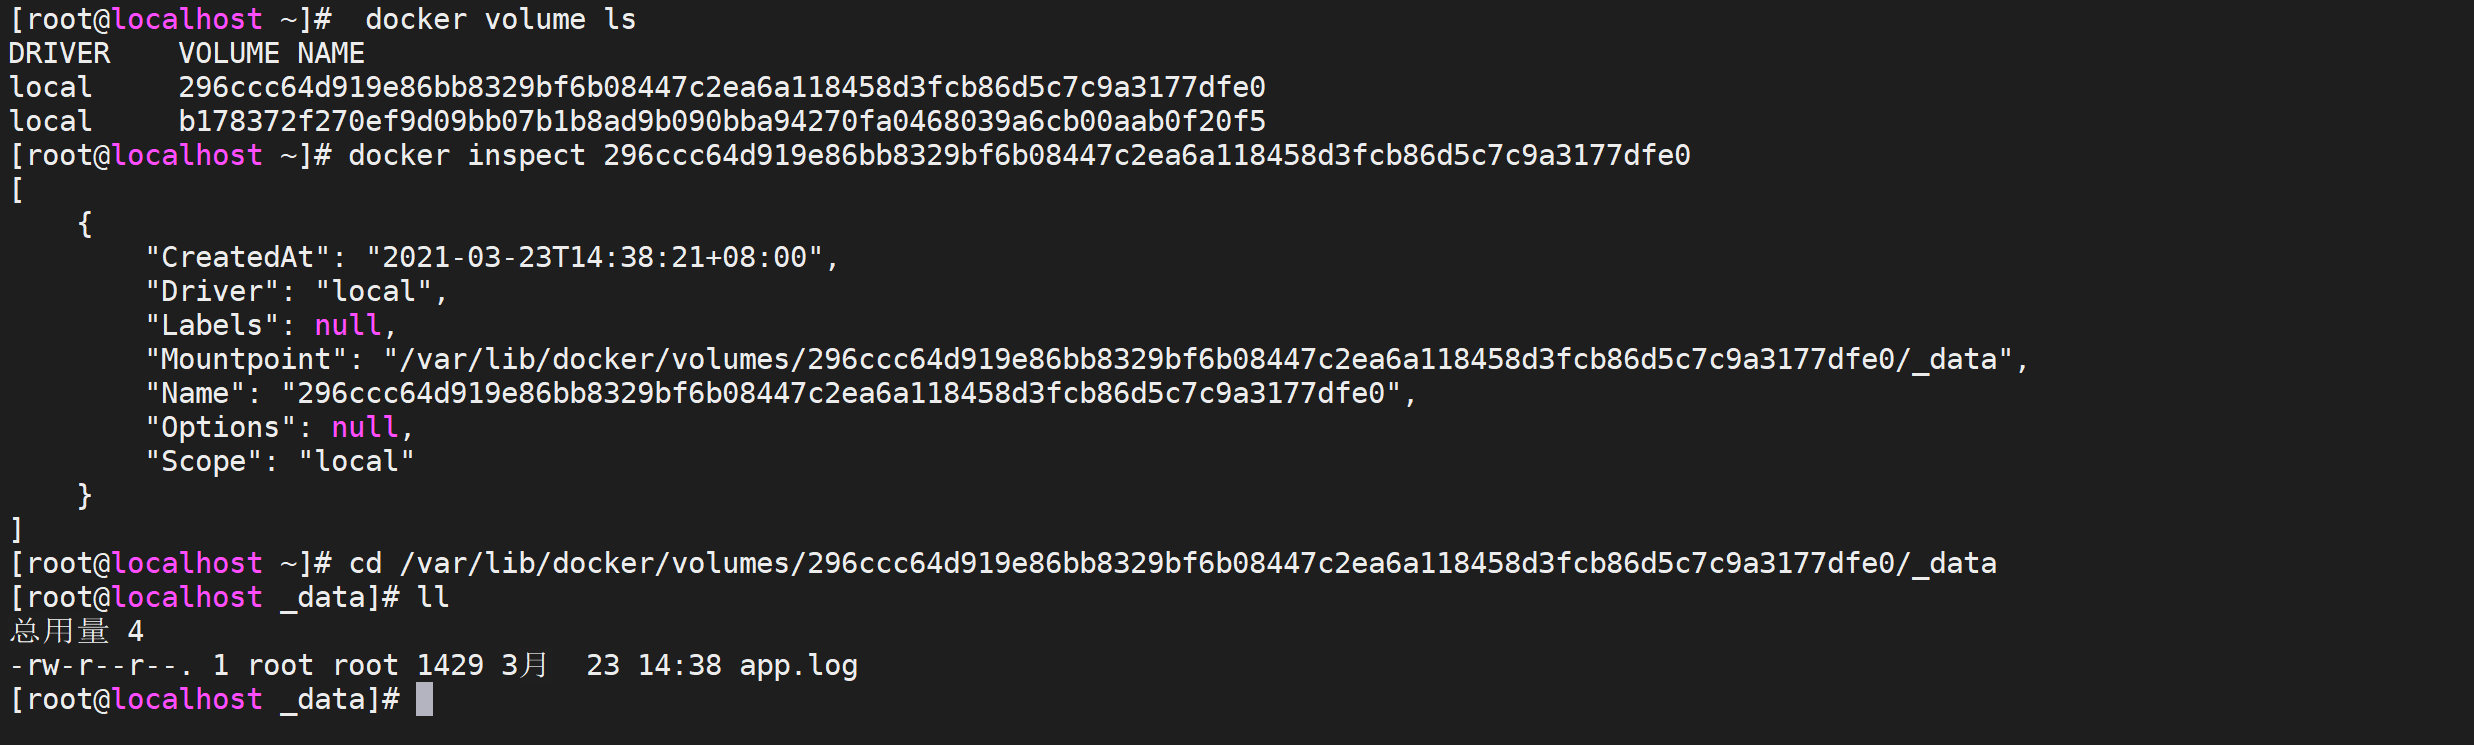 [root@localhost ~]#  docker volume ls
DRIVER    VOLUME NAME
local     296ccc64d919e86bb8329bf6b08447c2ea6a118458d3fcb86d5c7c9a3177dfe0
local     b178372f270ef9d09bb07b1b8ad9b090bba94270fa0468039a6cb00aab0f20f5
[root@localhost ~]# docker inspect 296ccc64d919e86bb8329bf6b08447c2ea6a118458d3fcb86d5c7c9a3177dfe0
[
    {
        "CreatedAt": "2021-03-23T14:38:21+08:00",
        "Driver": "local",
        "Labels": null,
        "Mountpoint": "/var/lib/docker/volumes/296ccc64d919e86bb8329bf6b08447c2ea6a118458d3fcb86d5c7c9a3177dfe0/_data",
        "Name": "296ccc64d919e86bb8329bf6b08447c2ea6a118458d3fcb86d5c7c9a3177dfe0",
        "Options": null,
        "Scope": "local"
    }
]
[root@localhost ~]# cd /var/lib/docker/volumes/296ccc64d919e86bb8329bf6b08447c2ea6a118458d3fcb86d5c7c9a3177dfe0/_data
[root@localhost _data]# ll
总用量 4
-rw-r--r--. 1 root root 1429 3月  23 14:38 app.log
[root@localhost _data]#